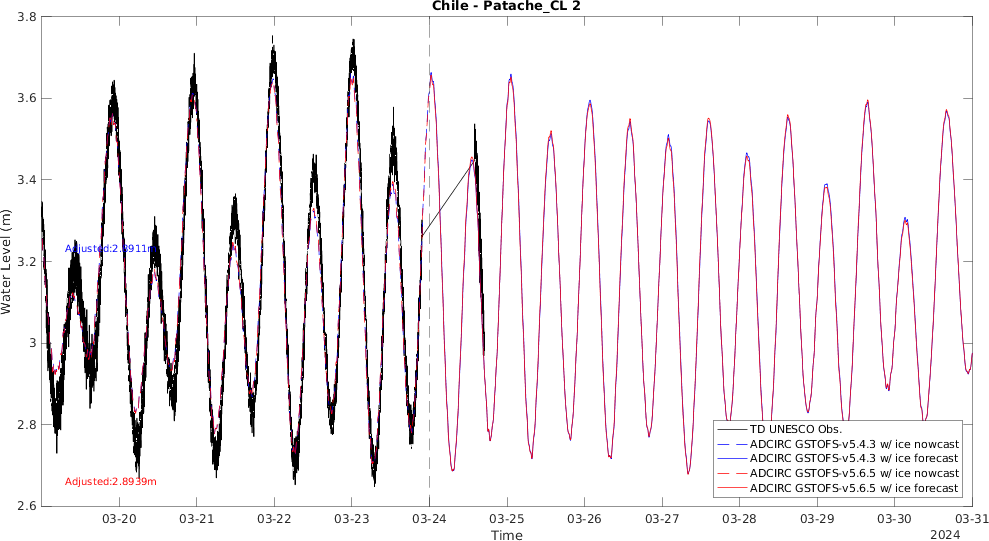 Chile - Patache_CL 2
3.8
3.6
3.4
3.2
3
2.8
2.6
Water Level (m)
Adjusted:2.8911m
Adjusted:2.8939m
TD UNESCO Obs.
ADCIRC GSTOFS-v5.4.3 w/ ice nowcast
ADCIRC GSTOFS-v5.4.3 w/ ice forecast
ADCIRC GSTOFS-v5.6.5 w/ ice nowcast
ADCIRC GSTOFS-v5.6.5 w/ ice forecast
03-20 03-21 03-22 03-23 03-24 03-25 03-26 03-27 03-28 03-29 03-30 03-31
Time
2024